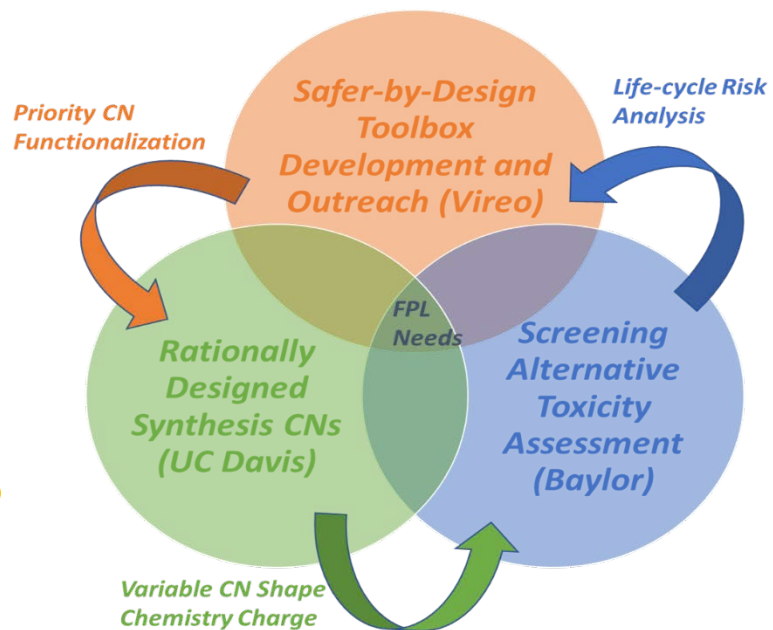 Safer-by-Design
Toolbox
Development and
Outreach (Vireo)
Priority CN
Functionalization
Life-cycle Risk
Analysis
FPL
Needs
Rationally
Designed
Synthesis CNs
(UC Davis)
Screening
Alternative
Toxicity
Assessment
(Baylor)
Variable CN Shape
Chemistry Charge